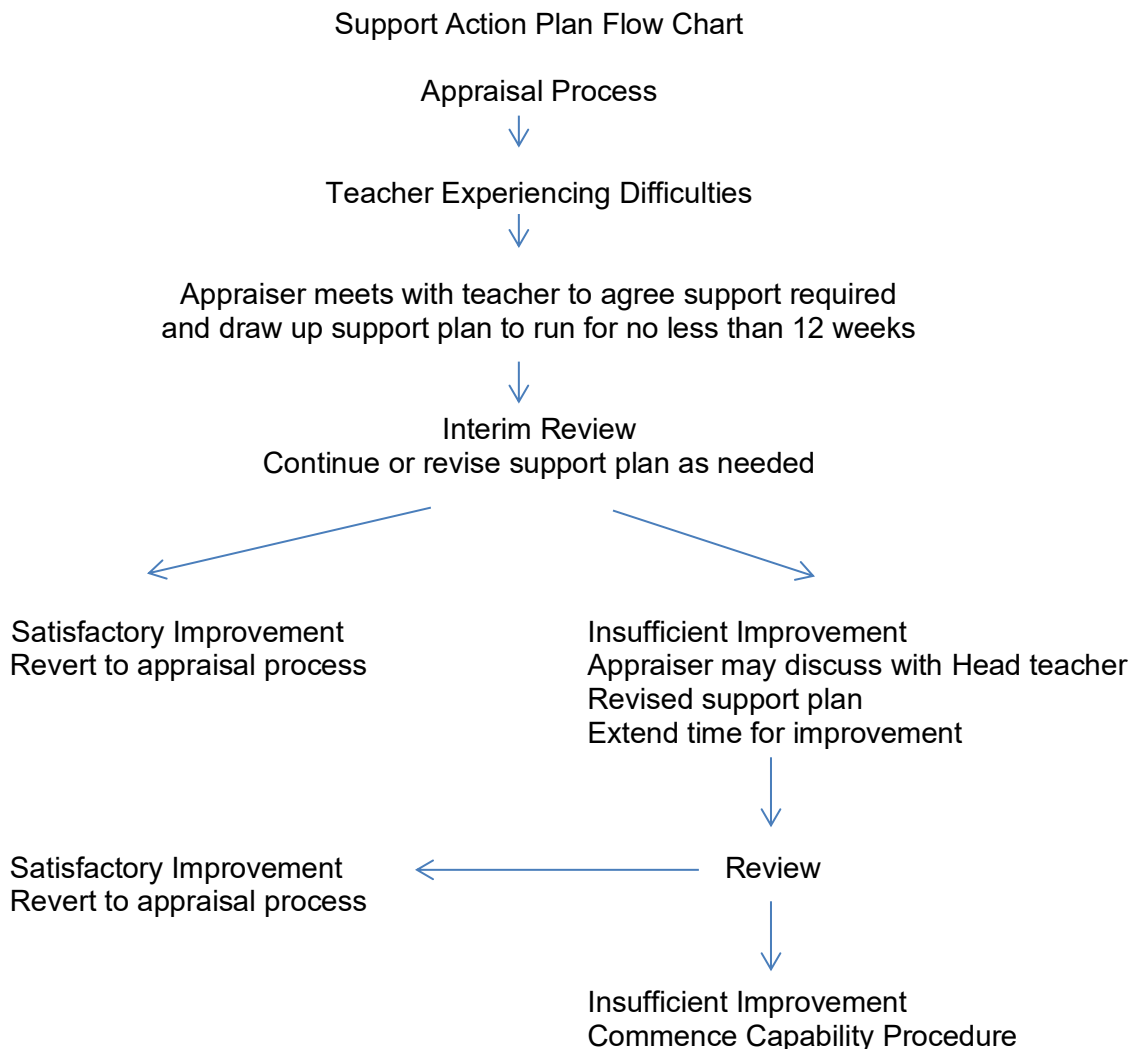 Support Action Plan Flow Chart
Appraisal Process
Teacher Experiencing Difficulties
Appraiser meets with teacher to agree support required
and draw up support plan to run for no less than 12 weeks
Interim Review
Continue or revise support plan as needed
Satisfactory Improvement
Revert to appraisal process
Insufficient Improvement
Appraiser may discuss with Head teacher
Revised support plan
Extend time for improvement
Satisfactory Improvement
Revert to appraisal process
Review
Insufficient Improvement
Commence Capability Procedure